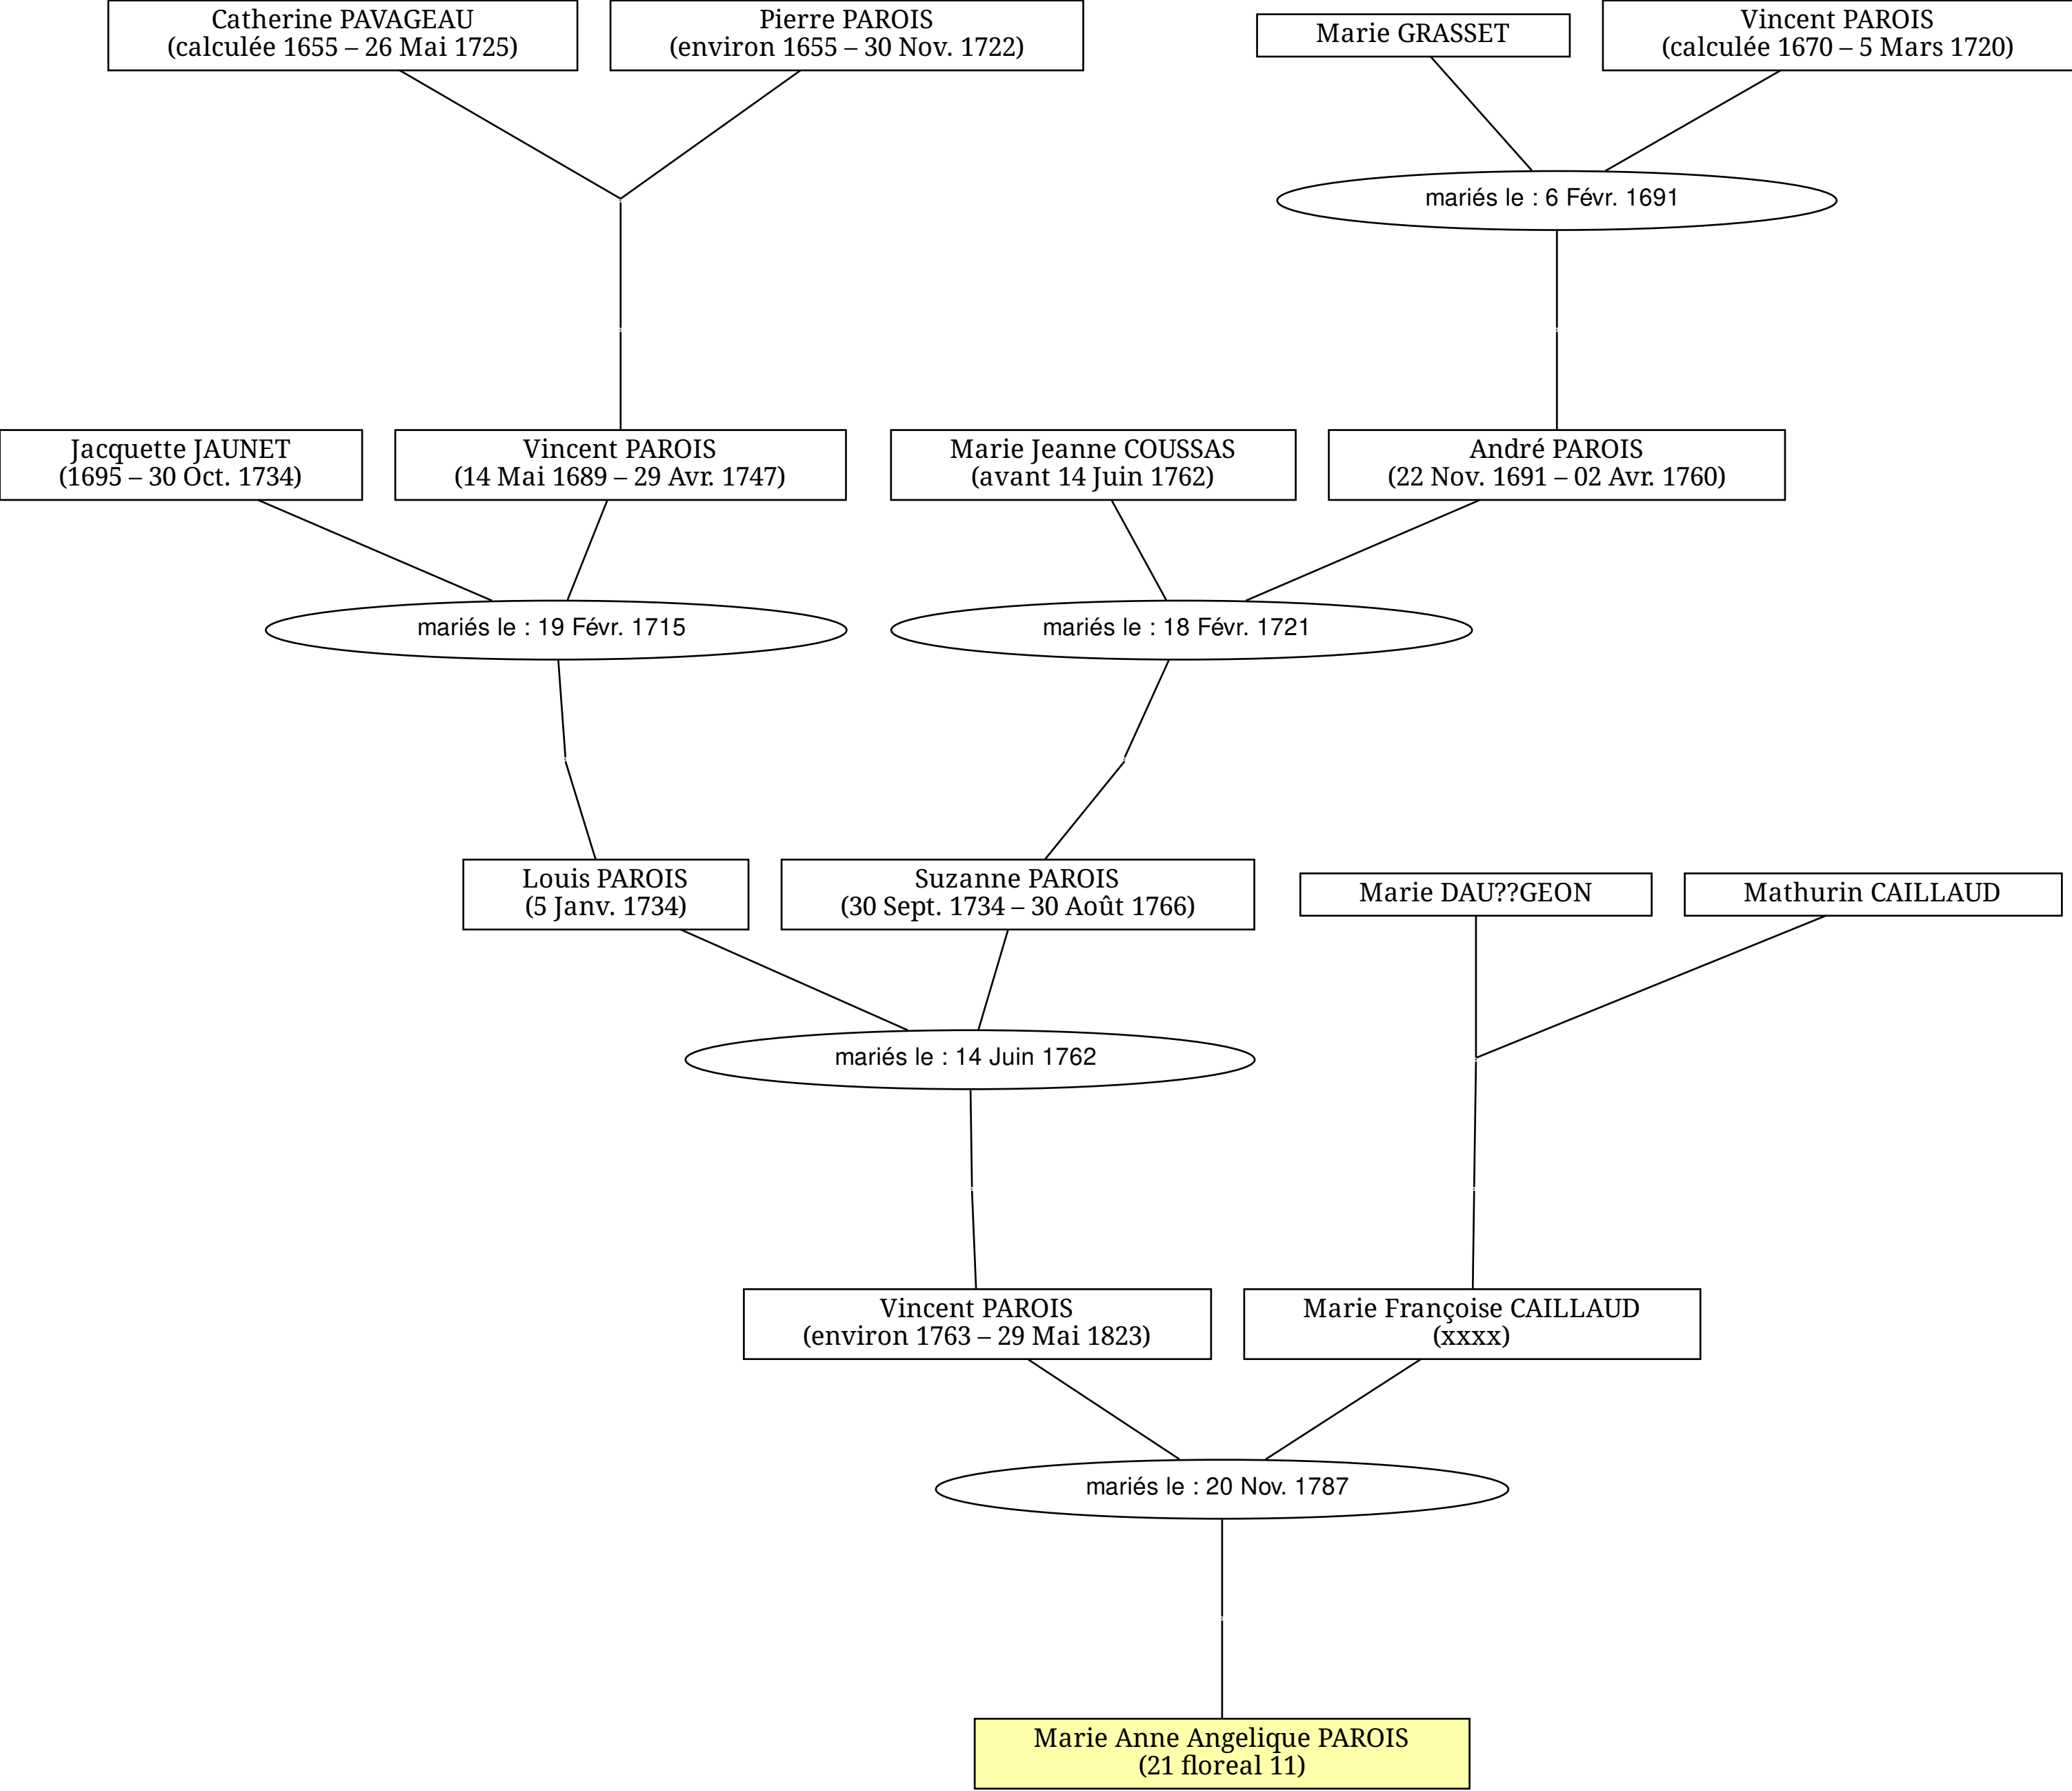 Catherine PAVAGEAU
(calculée 1655 – 26 Mai 1725)
Pierre PAROIS
(environ 1655 – 30 Nov. 1722)
Marie GRASSET
Vincent PAROIS
(calculée 1670 – 5 Mars 1720)
mariés le : 6 Févr. 1691
Jacquette JAUNET
(1695 – 30 Oct. 1734)
Vincent PAROIS
(14 Mai 1689 – 29 Avr. 1747)
Marie Jeanne COUSSAS
(avant 14 Juin 1762)
André PAROIS
(22 Nov. 1691 – 02 Avr. 1760)
mariés le : 19 Févr. 1715
mariés le : 18 Févr. 1721
Louis PAROIS
(5 Janv. 1734)
Suzanne PAROIS
(30 Sept. 1734 – 30 Août 1766)
Marie DAU??GEON
Mathurin CAILLAUD
mariés le : 14 Juin 1762
Vincent PAROIS
(environ 1763 – 29 Mai 1823)
Marie Françoise CAILLAUD
(xxxx)
mariés le : 20 Nov. 1787
Marie Anne Angelique PAROIS
(21 floreal 11)